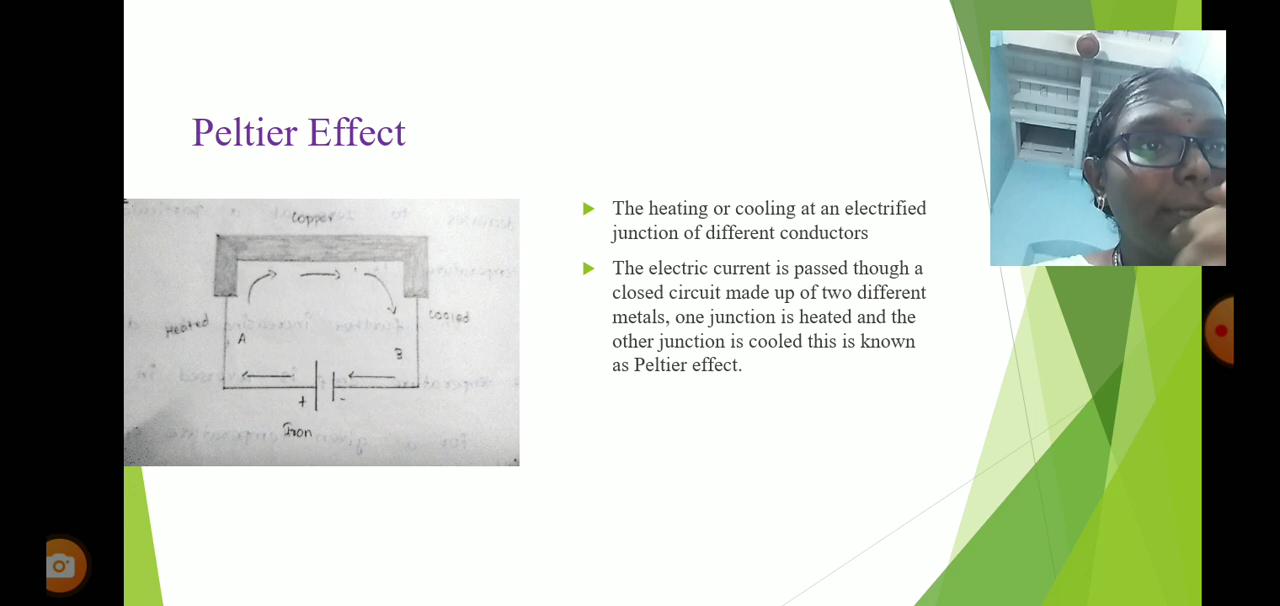 Peltier Effect
Copper
Heated
Cooled
A
B
+
-
Iron
The heating or cooling at an electrified
junction of different conductors
The electric current is passed though a
closed circuit made up of two different
metals, one junction is heated and the
other junction is cooled this is known
as Peltier effect.